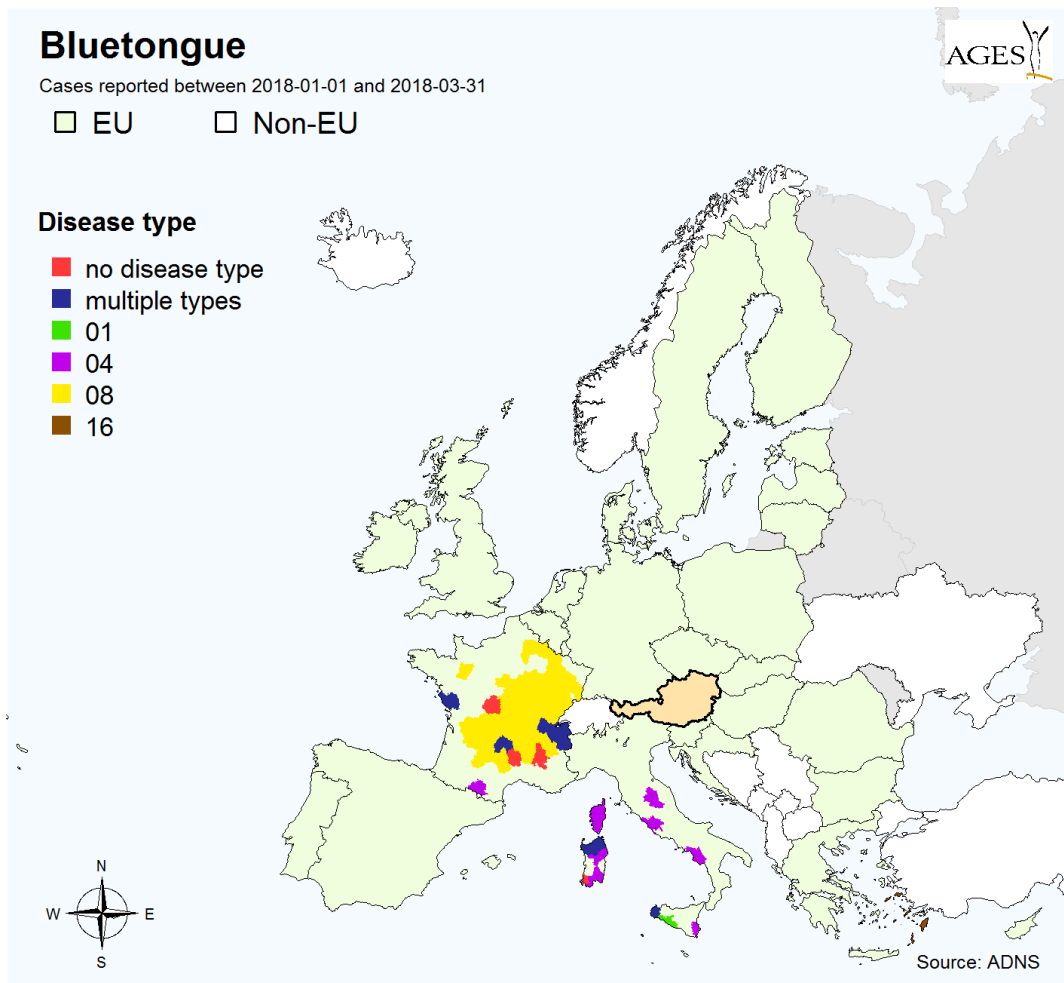 Bluetongue
AGES
Cases reported between 2018-01-01 and 2018-03-31
EU Non-EU
Disease type
no disease type
multiple types
01
04
08
16
N
W E
S
Source: ADNS